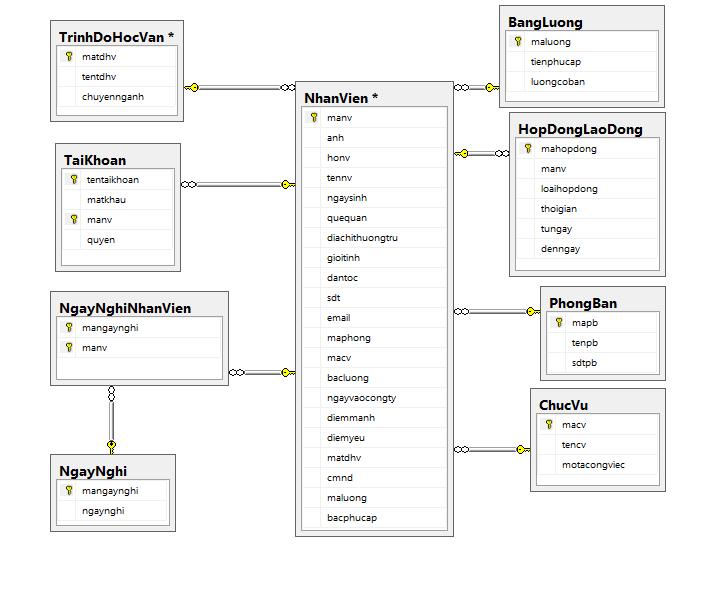 TrinhDoHocVan *
matdhv
tentdhv
chuyennganh
TaiKhoan
tentaikhoan
matkhau
manv
quyen
NgayNghiNhanVien
mangaynghi
manv
NgayNghi
mangaynghi
ngaynghi
NhanVien *
manv
anh
honv
tennv
ngaysinh
quequan
diachithuongtru
gioitinh
dantoc
sdt
email
maphong
macv
bacluong
ngayvaocongty
diemmanh
diemyeu
matdhv
cmnd
maluong
bacphucap
BangLuong
maluong
tienphucap
luongcoban
HopDongLaoDong
mahopdong
manv
loaihopdong
thoigian
tungay
denngay
PhongBan
mapb
tenpb
sdtpb
ChucVu
macv
tencv
motacongviec